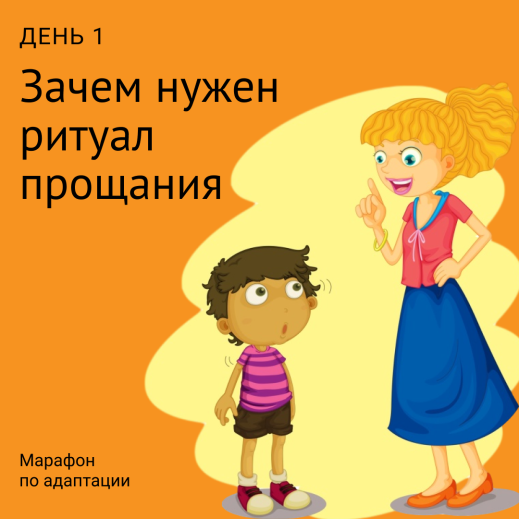 ДЕНЬ 1
Зачем нужен
ритуал
прощания
Марафон
по адаптации